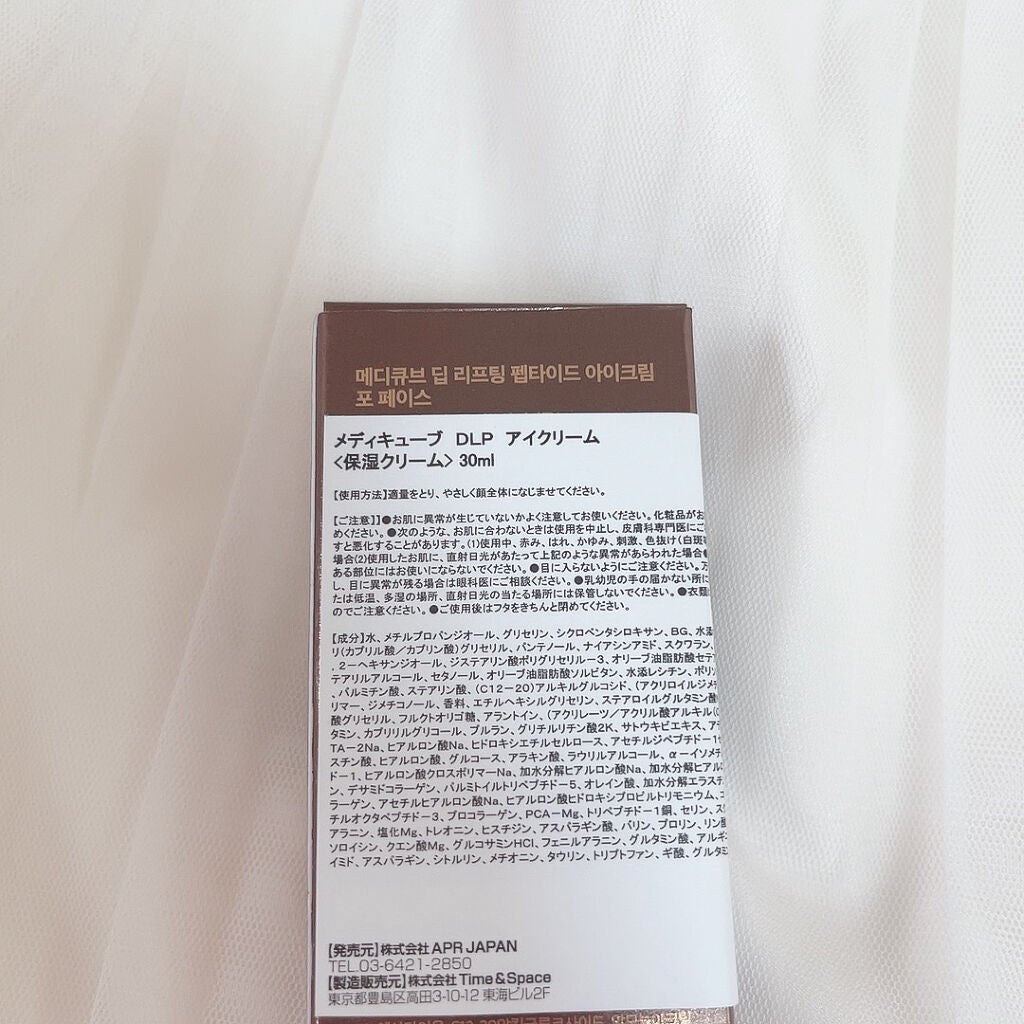 메디큐브 딥 리프팅 펩타이드 아이크림
포 페이스
メディキューブ DLP アイクリーム
<保湿クリーム> 30ml
【使用方法】適量をとり、やさしく顔全体になじませてください。
【ご注意】】●お肌に異常が生じていないかよく注意してお使いください。化粧品がお
めください。●次のような、お肌に合わないときは使用を中止し、皮膚科専門医にご
すと悪化することがあります。(1)使用中、赤み、はれ、かゆみ、刺激、色抜け(白斑
場合(2)使用したお肌に、直射日光があたって上記のような異常があらわれた場合●
ある部位にはお使いにならないでください。●目に入らないようにご注意ください。万
し、目に異常が残る場合は眼科医にご相談ください。●乳幼児の手の届かない所に
たは低温、多湿の場所、直射日光の当たる場所には保管しないでください。●衣類
のでご注意ください。●ご使用後はフタをきちんと閉めてください。
【成分】水、メチルプロパンジオール、グリセリン、シクロペンタシロキサン、BG、水添
リ(カプリル酸/カプリン酸)グリセリル、パンテノール、ナイアシンアミド、スクワラン、
、2-ヘキサンジオール、ジステアリン酸ポリグリセリル-3、オリーブ油脂肪酸セテ
テアリルアルコール、セタノール、オリーブ油脂肪酸ソルビタン、水添レシチン、ポリ
、パルミチン酸、ステアリン酸、(C12-20)アルキルグルコシド、(アクリロイルジメ
リマー、ジメチコノール、香料、エチルヘキシルグリセリン、ステアロイルグルタミン酸
酸グリセリル、フルクトオリゴ糖、アラントイン、(アクリレーツ/アクリル酸アルキル(
タミン、カプリリルグリコール、プルラン、グリチルリチン酸2K、サトウキビエキス、ア
TA-2Na、ヒアルロン酸Na、ヒドロキシエチルセルロース、アセチルジペプチド-1
スチン酸、ヒアルロン酸、グルコース、アラキン酸、ラウリルアルコール、α-イソメチ
ド-1、ヒアルロン酸クロスポリマーNa、加水分解ヒアルロン酸Na、加水分解ヒアル
ン、デサミドコラーゲン、パルミトイルトリペプチド-5、オレイン酸、加水分解エラスチ
ラーゲン、アセチルヒアルロン酸Na、ヒアルロン酸ヒドロキシプロピルトリモニウム、
チルオクタペプチド-3、プロコラーゲン、PCA-Mg、トリペプチド-1銅、セリン、
アラニン、塩化Mg、トレオニン、ヒスチジン、アスパラギン酸、バリン、プロリン、リン酸
ソロイシン、クエン酸Mg、グルコサミンHCl、フェニルアラニン、グルタミン酸、アルギ
イミド、アスパラギン、シトルリン、メチオニン、タウリン、トリプトファン、ギ酸、グルタミ
【発売元】株式会社APR JAPAN
TEL.03-6421-2850
【製造販売元】株式会社Time&Space
東京都豊島区高田3-10-12 東海ビル2F